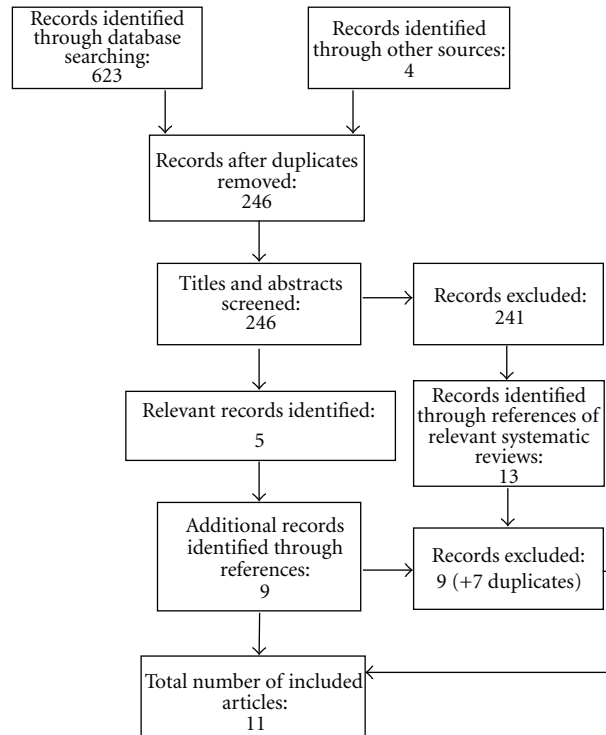 Records identified
through database
searching:
623
Records identified
through other sources:
4
Records after duplicates
removed:
246
Titles and abstracts
screened:
246
Records excluded:
241
Relevant records identified:
5
Records identified
through references of
relevant systematic
reviews:
13
Additional records
identified through
references:
9
Records excluded:
9 (+7 duplicates)
Total number of included
articles:
11